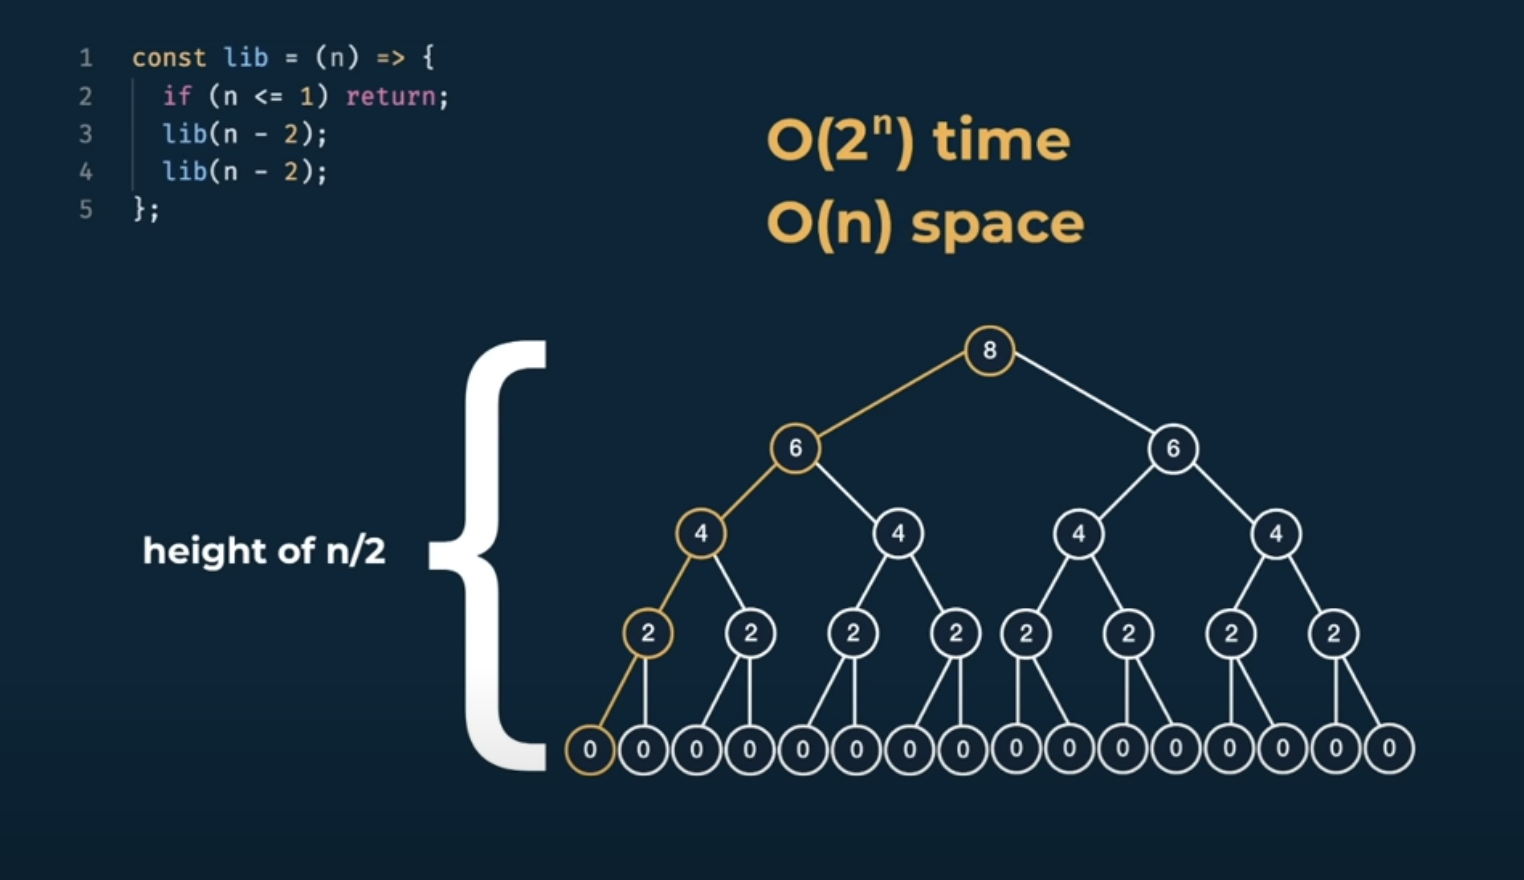 1 const lib = (n) => {
2 if (n <= 1) return;
3 lib(n - 2);
4 lib(n - 2);
5 };
O(2ⁿ) time
O(n) space
8
6 6
4 4 4 4
height of n/2
2 2 2 2 2 2 2 2
0 0 0 0 0 0 0 0 0 0 0 0 0 0 0 0